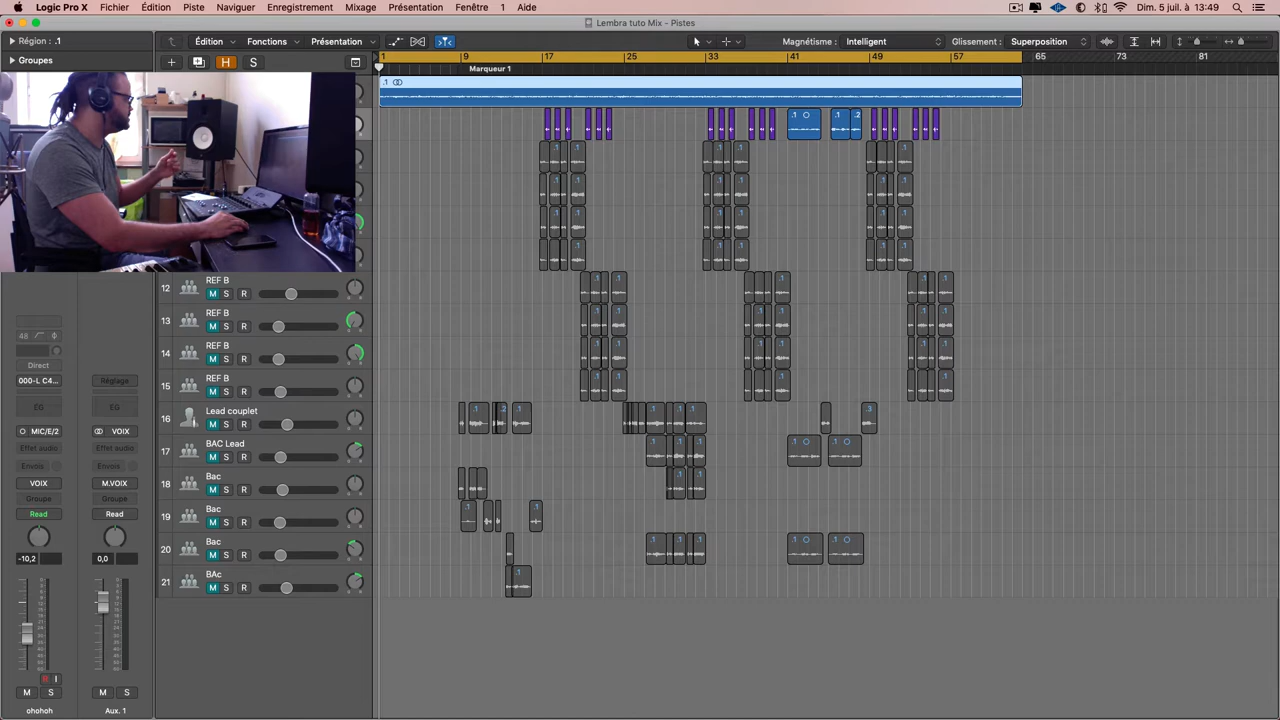 Logic Pro X Fichier Édition Piste Naviguer Enregistrement Mixage Présentation Fenêtre 1 Aide Dim. 5 juil. à 13:49
Lembra tuto Mix - Pistes
Région : .1
Édition Fonctions Présentation Magnétisme : Intelligent Glissement : Superposition
Groupes
H S
1 9 17 25 33 41 49 57 65 73 81
Marqueur 1
.1
12 REF B
M S R
13 REF B
M S R
14 REF B
M S R
15 REF B
M S R
16 Lead couplet
M S R
17 BAC Lead
M S R
18 Bac
M S R
19 Bac
M S R
20 Bac
M S R
21 BAc
M S R
48
Direct
000-L C4... Réglage
EG EG
MIC/E/2 VOIX
Effet audio Effet audio
Envois Envois
VOIX M.VOIX
Groupe Groupe
Read Read
-10,2 0,0
R I
M S M S
ohohoh Aux. 1